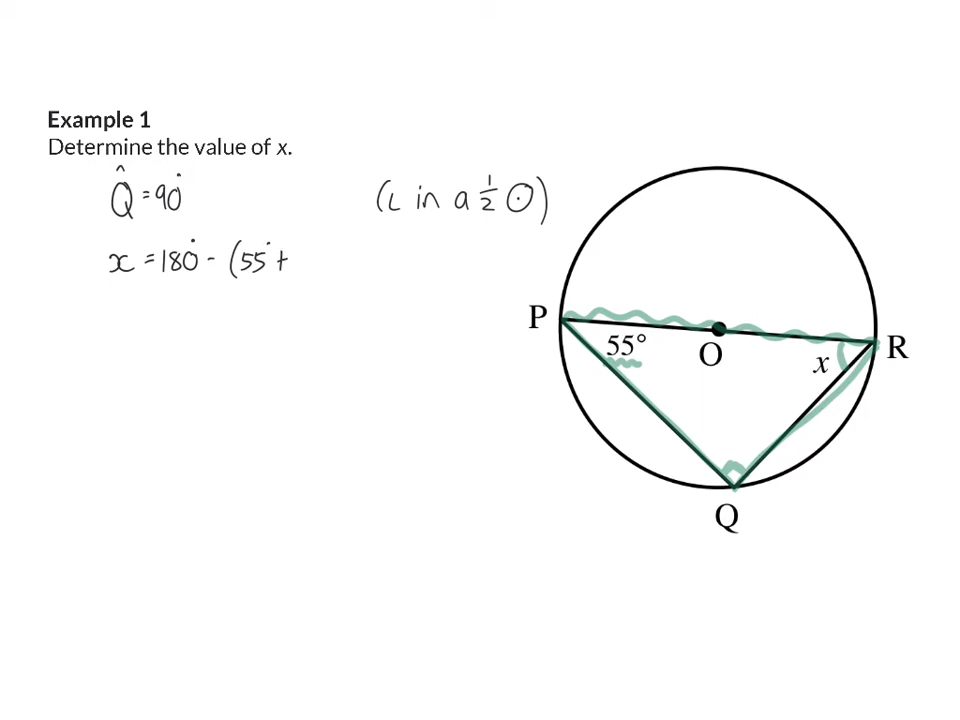 Example 1
Determine the value of x.
Q̂ = 90° (∟ in a ½ ⊙)
x = 180° - (55° +
P
55°
O
x
R
Q